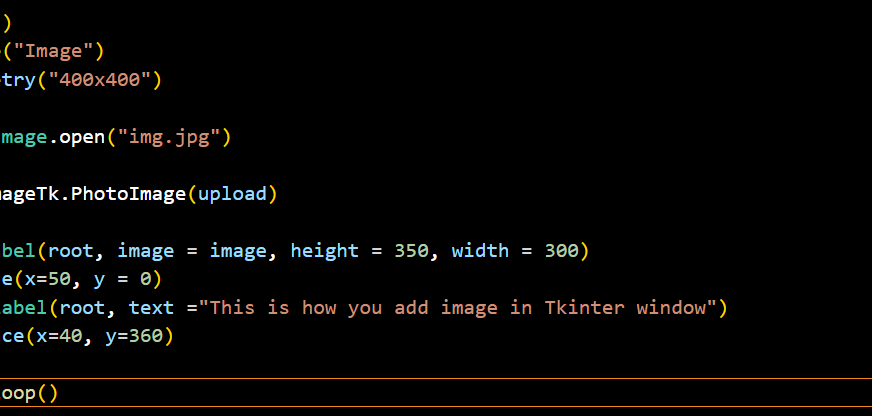 )
("Image")
try("400x400")
mage.open("img.jpg")
mageTk.PhotoImage(upload)
bel(root, image = image, height = 350, width = 300)
e(x=50, y = 0)
abel(root, text ="This is how you add image in Tkinter window")
ce(x=40, y=360)
oop()